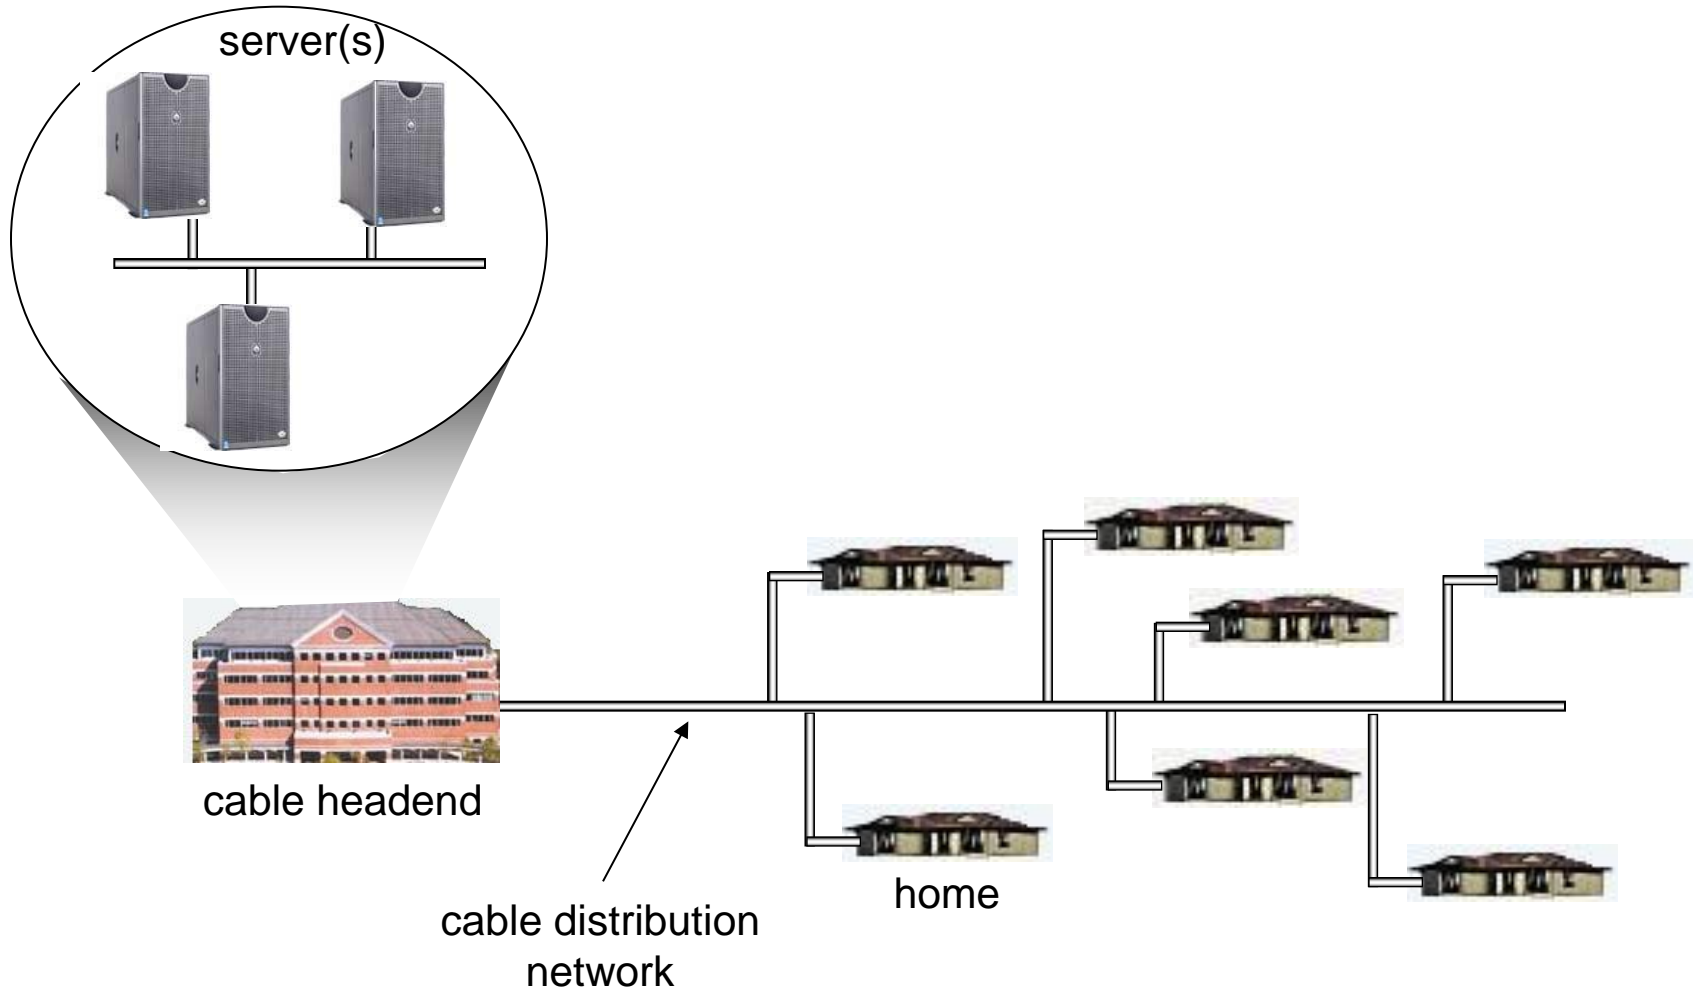 server(s)
cable headend
home
cable distribution
network